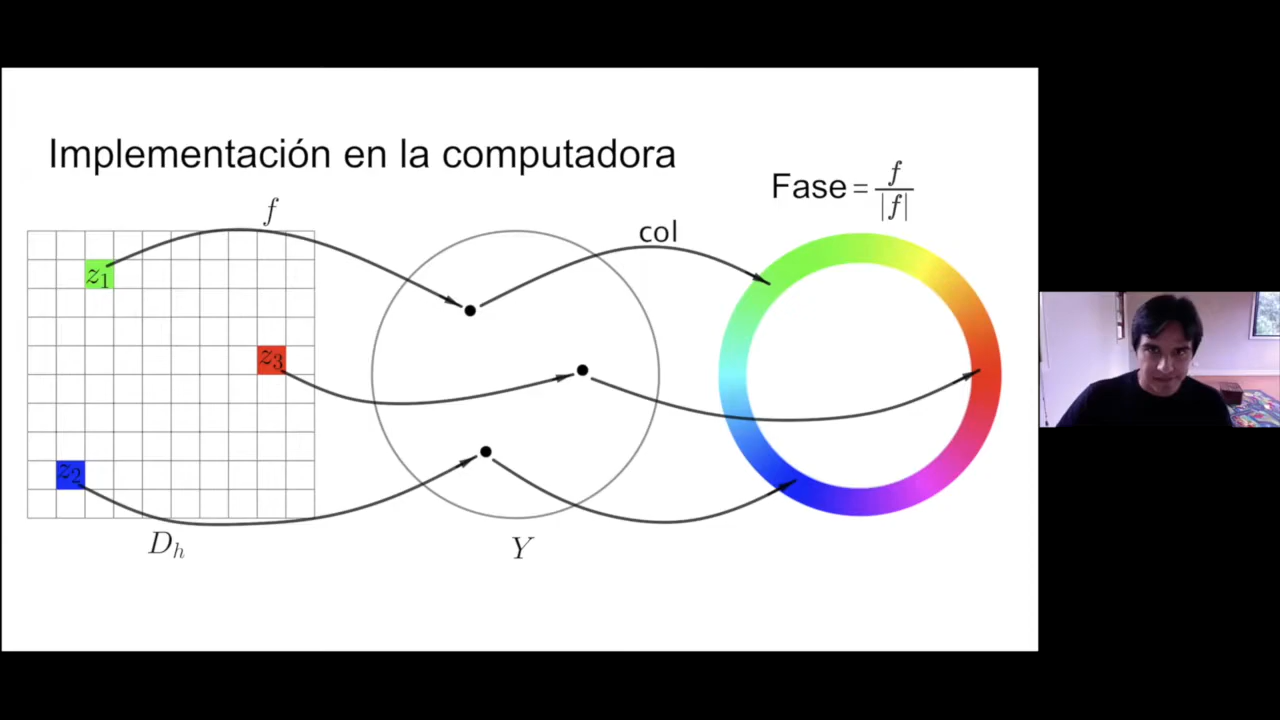 Implementación en la computadora
Fase = f / |f|
f
col
z₁
z₃
z₂
Dₕ
Y